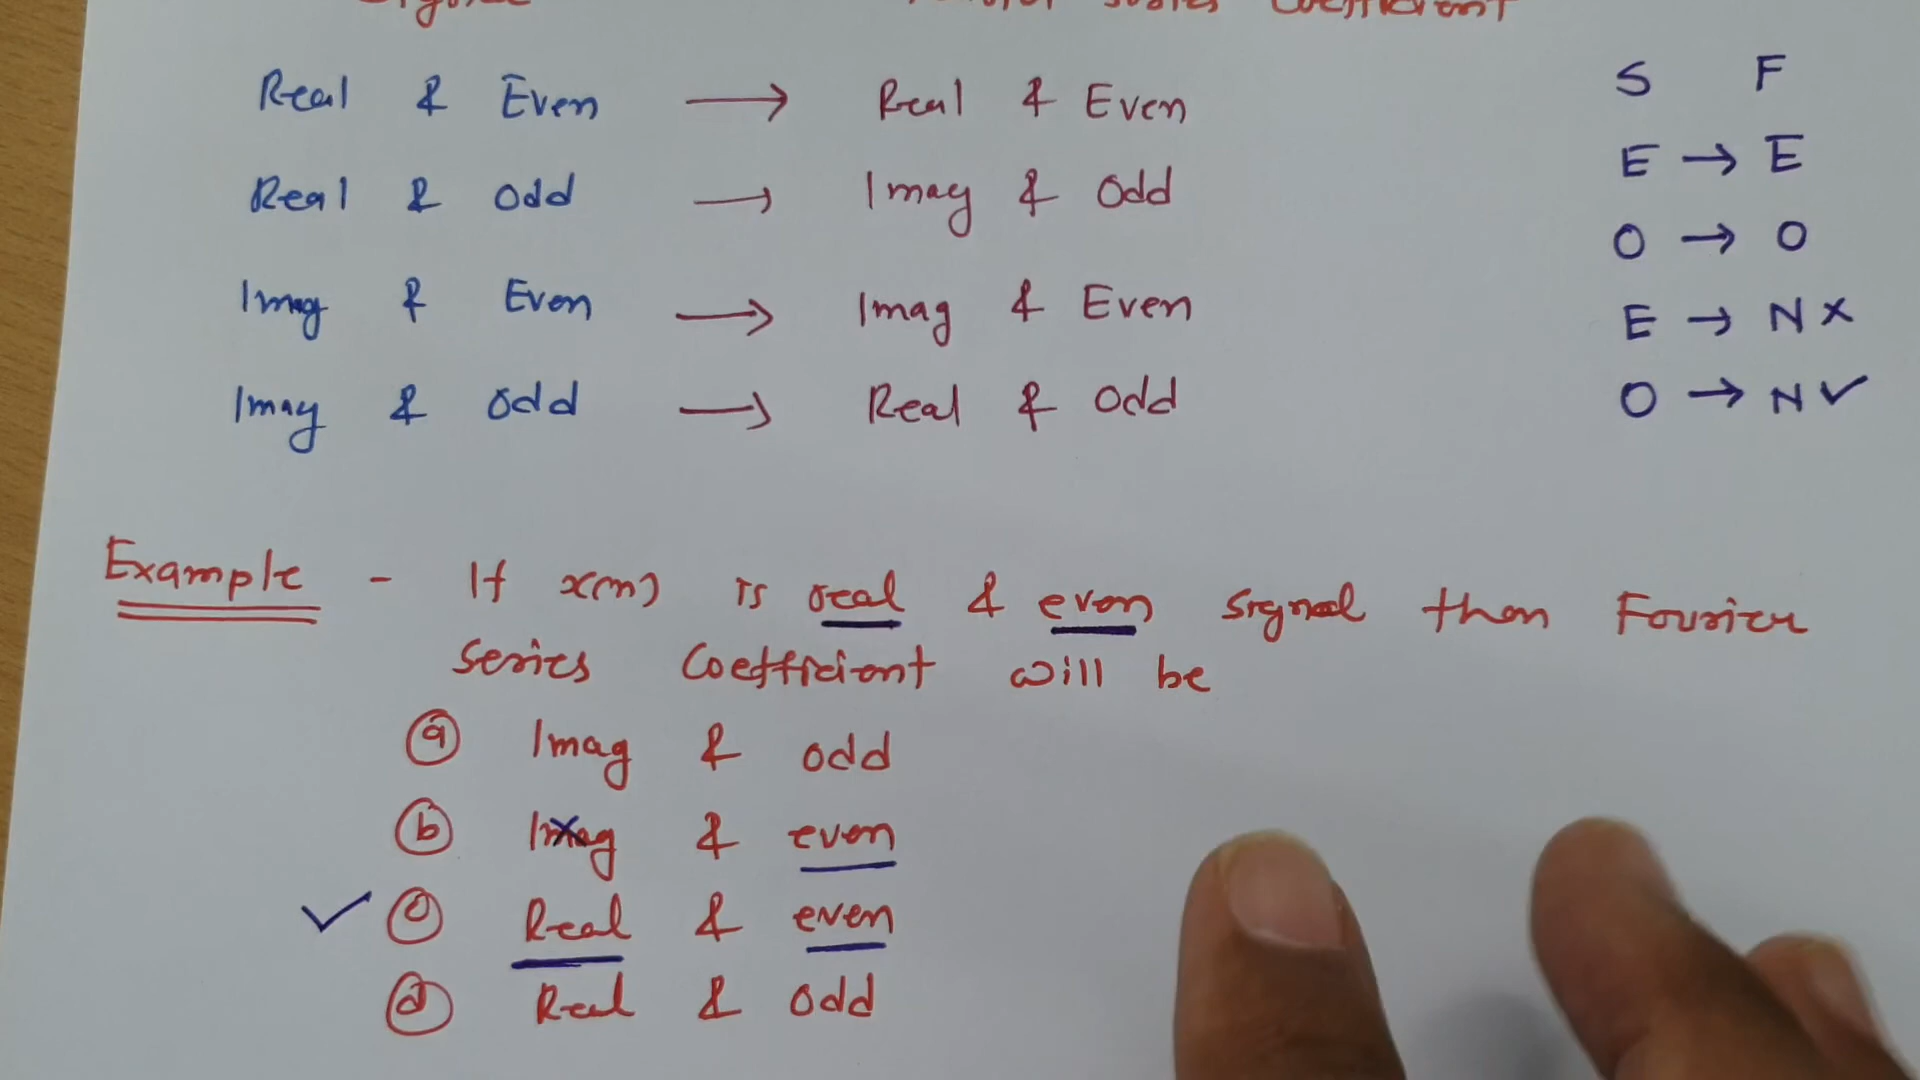 Coefficient
Real & Even → Real & Even
Real & Odd → Imag & Odd
Imag & Even → Imag & Even
Imag & Odd → Real & Odd
S F
E → E
O → O
E → N ×
O → N ✓
Example - If x(n) is real & even signal then Fourier
Series Coefficient will be
a Imag & odd
b Imag & even
✓ c Real & even
d Real & odd